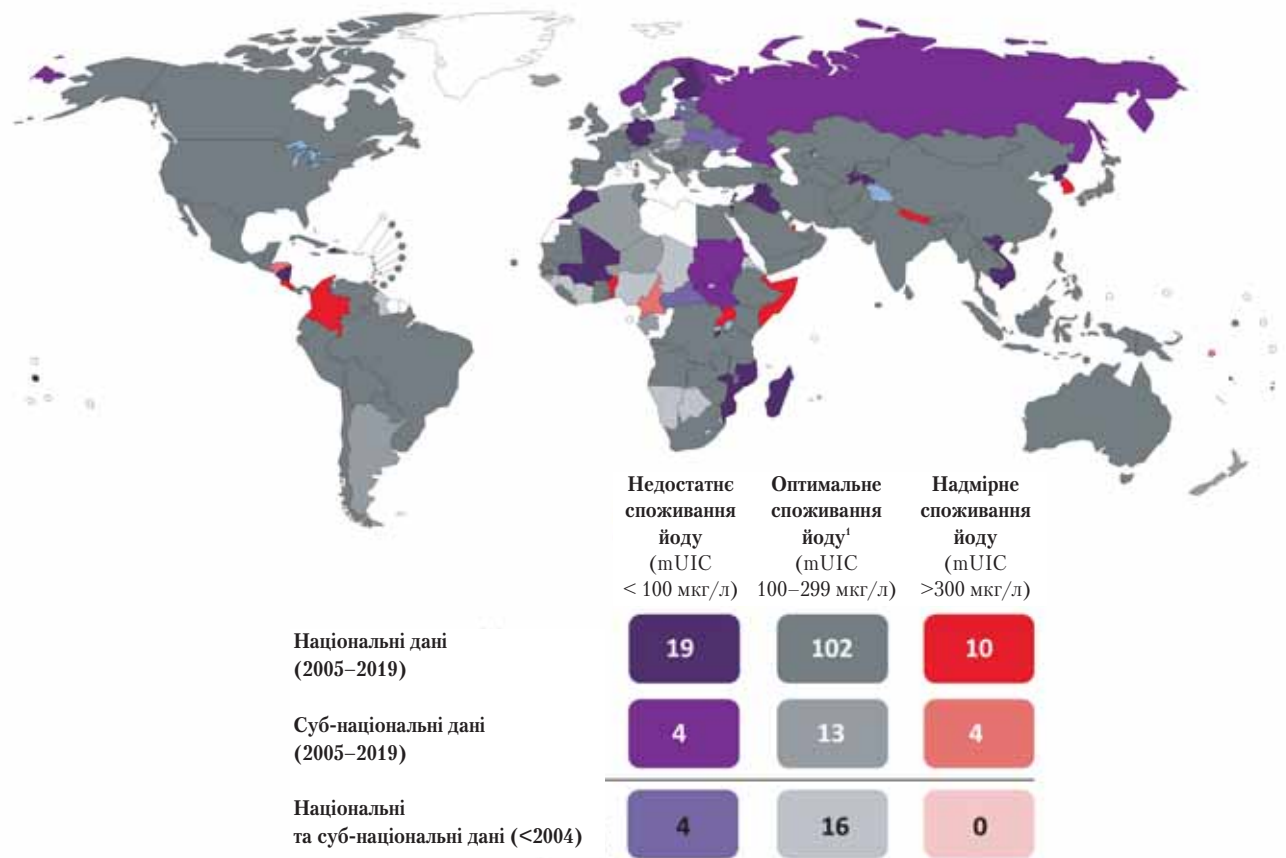 Недостатнє
споживання
йоду
(mUIC
< 100 мкг/л)
Оптимальне
споживання
йоду¹
(mUIC
100–299 мкг/л)
Надмірне
споживання
йоду
(mUIC
>300 мкг/л)
Національні дані
(2005–2019)
19
102
10
Суб-національні дані
(2005–2019)
4
13
4
Національні
та суб-національні дані (<2004)
4
16
0